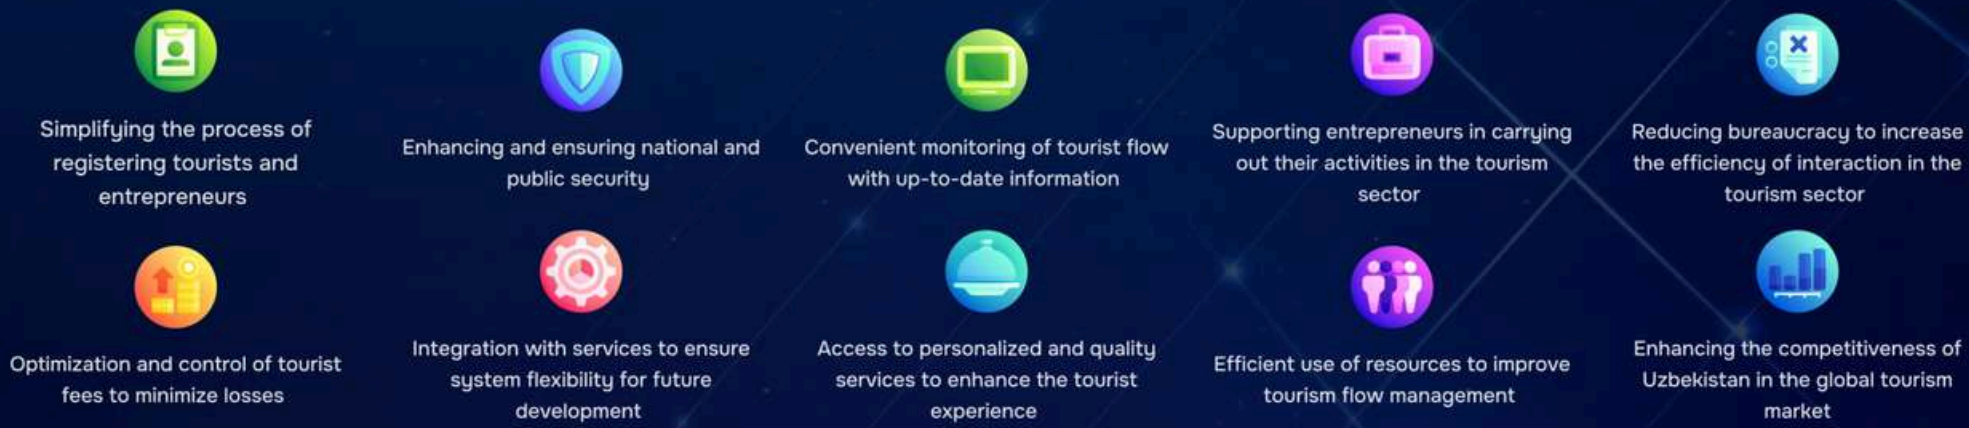 Simplifying the process of
registering tourists and
entrepreneurs
Enhancing and ensuring national and
public security
Convenient monitoring of tourist flow
with up-to-date information
Supporting entrepreneurs in carrying
out their activities in the tourism
sector
Reducing bureaucracy to increase
the efficiency of interaction in the
tourism sector
Optimization and control of tourist
fees to minimize losses
Integration with services to ensure
system flexibility for future
development
Access to personalized and quality
services to enhance the tourist
experience
Efficient use of resources to improve
tourism flow management
Enhancing the competitiveness of
Uzbekistan in the global tourism
market